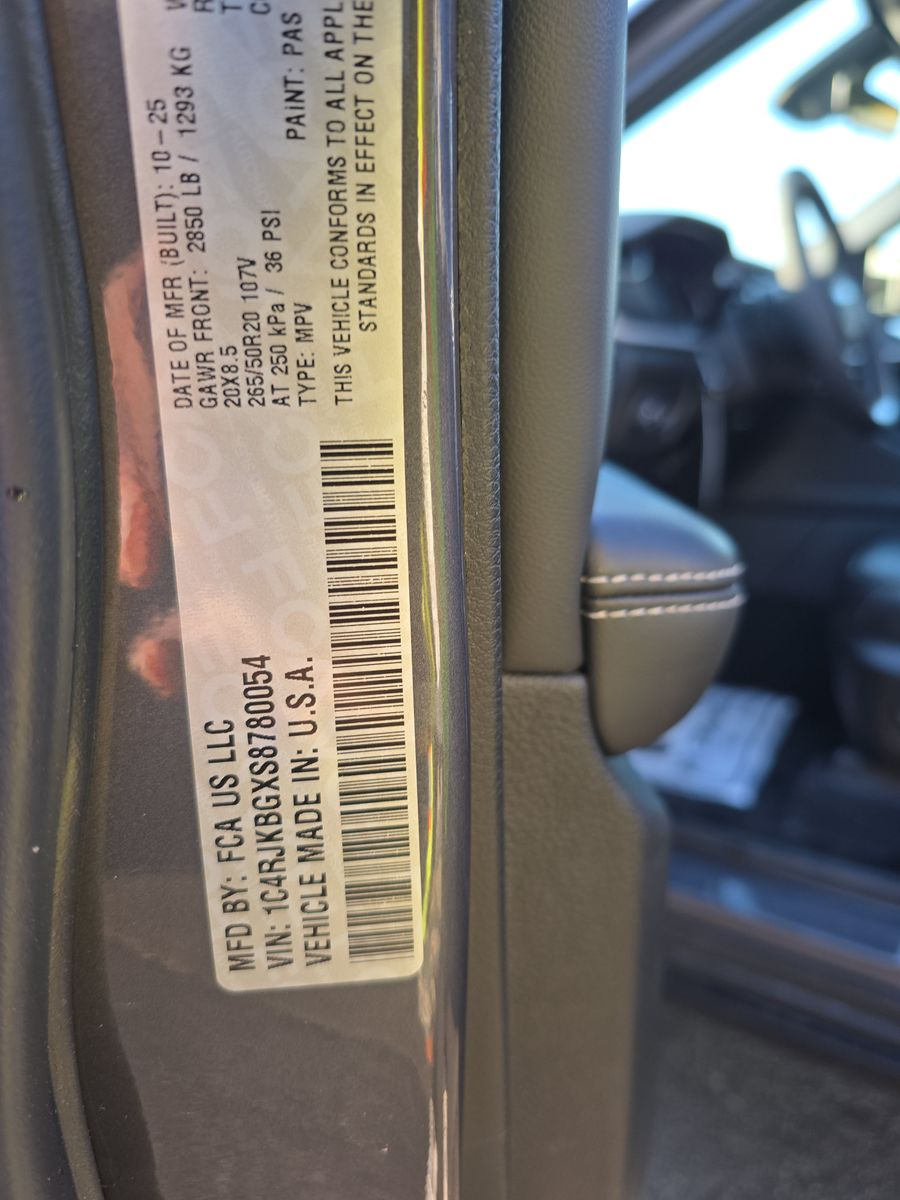 MFD BY: FCA US LLC
VIN: 1C4RJKBGXS8780054
VEHICLE MADE IN: U.S.A.
DATE OF MFR (BUILT): 10-25
GAWR FRONT: 2850 LB / 1293 KG
20X8.5
265/50R20 107V
AT 250 kPa / 36 PSI
TYPE: MPV
PAINT: PAS
THIS VEHICLE CONFORMS TO ALL APPL
STANDARDS IN EFFECT ON THE